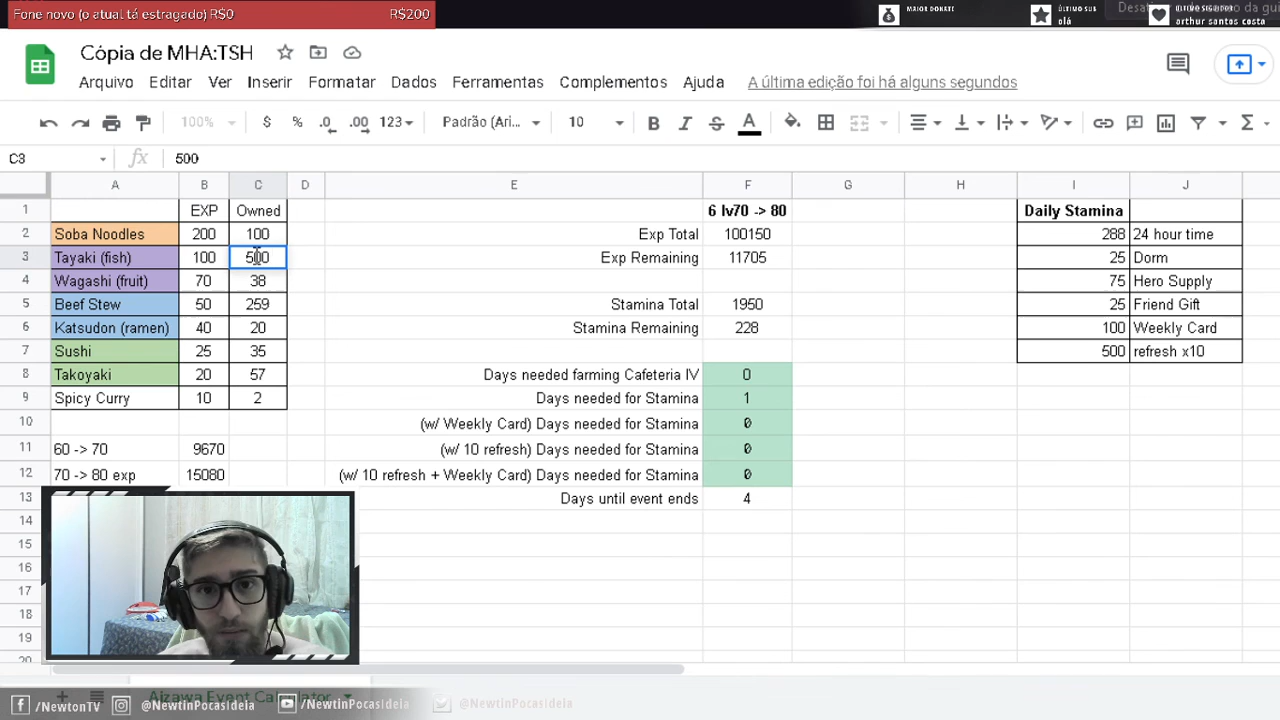 Fone novo (o atual tá estragado) R$0 R$200
MAIOR DONATE
ÚLTIMO SUB
olá
arthur santos costa
Cópia de MHA:TSH
Arquivo Editar Ver Inserir Formatar Dados Ferramentas Complementos Ajuda A última edição foi há alguns segundos
100% $ % .0 .00 123 Padrão (Ari... 10 B I S A Σ
C3 fx 500
A B C D E F G H I J
1 EXP Owned 6 lv70 -> 80 Daily Stamina
2 Soba Noodles 200 100 Exp Total 100150 288 24 hour time
3 Tayaki (fish) 100 500 Exp Remaining 11705 25 Dorm
4 Wagashi (fruit) 70 38 75 Hero Supply
5 Beef Stew 50 259 Stamina Total 1950 25 Friend Gift
6 Katsudon (ramen) 40 20 Stamina Remaining 228 100 Weekly Card
7 Sushi 25 35 500 refresh x10
8 Takoyaki 20 57 Days needed farming Cafeteria IV 0
9 Spicy Curry 10 2 Days needed for Stamina 1
10 (w/ Weekly Card) Days needed for Stamina 0
11 60 -> 70 9670 (w/ 10 refresh) Days needed for Stamina 0
12 70 -> 80 exp 15080 (w/ 10 refresh + Weekly Card) Days needed for Stamina 0
13 Days until event ends 4
14
15
16
17
18
19
20
Aizawa Event Calculator
/NewtonTV @NewtinPocasIdeia /NewtinPocasIdeia @NewtinPocasIdeia